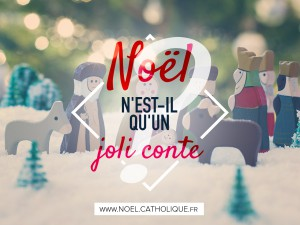 Noël
N'EST-IL
QU'UN
joli conte
?
WWW.NOEL.CATHOLIQUE.FR